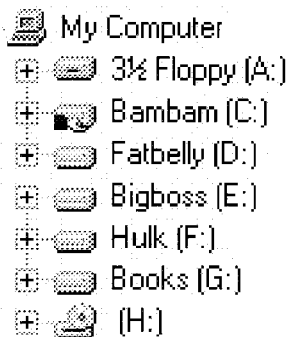 My Computer
3½ Floppy (A:)
Bambam (C:)
Fatbelly (D:)
Bigboss (E:)
Hulk (F:)
Books (G:)
(H:)